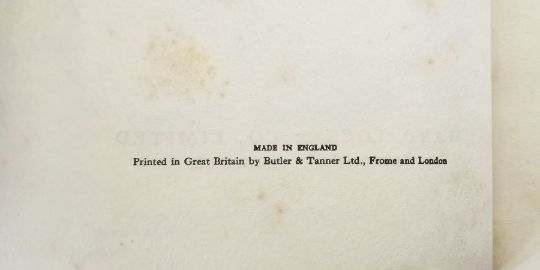 MADE IN ENGLAND
Printed in Great Britain by Butler & Tanner Ltd., Frome and London